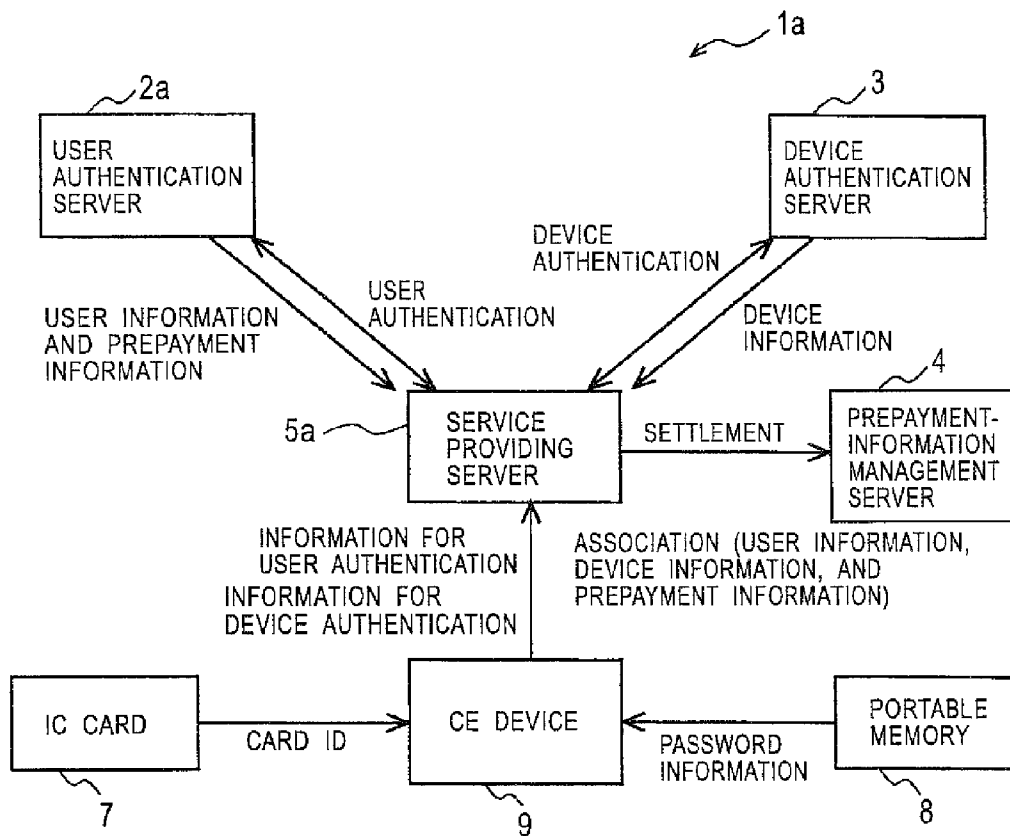 1a
2a
3
USER
AUTHENTICATION
SERVER
DEVICE
AUTHENTICATION
SERVER
DEVICE
AUTHENTICATION
USER
AUTHENTICATION
USER INFORMATION
AND PREPAYMENT
INFORMATION
DEVICE
INFORMATION
4
5a
SERVICE
PROVIDING
SERVER
SETTLEMENT
PREPAYMENT-
INFORMATION
MANAGEMENT
SERVER
INFORMATION FOR
USER AUTHENTICATION
INFORMATION FOR
DEVICE AUTHENTICATION
ASSOCIATION (USER INFORMATION,
DEVICE INFORMATION, AND
PREPAYMENT INFORMATION)
IC CARD
CARD ID
CE DEVICE
PASSWORD
INFORMATION
PORTABLE
MEMORY
7
9
8